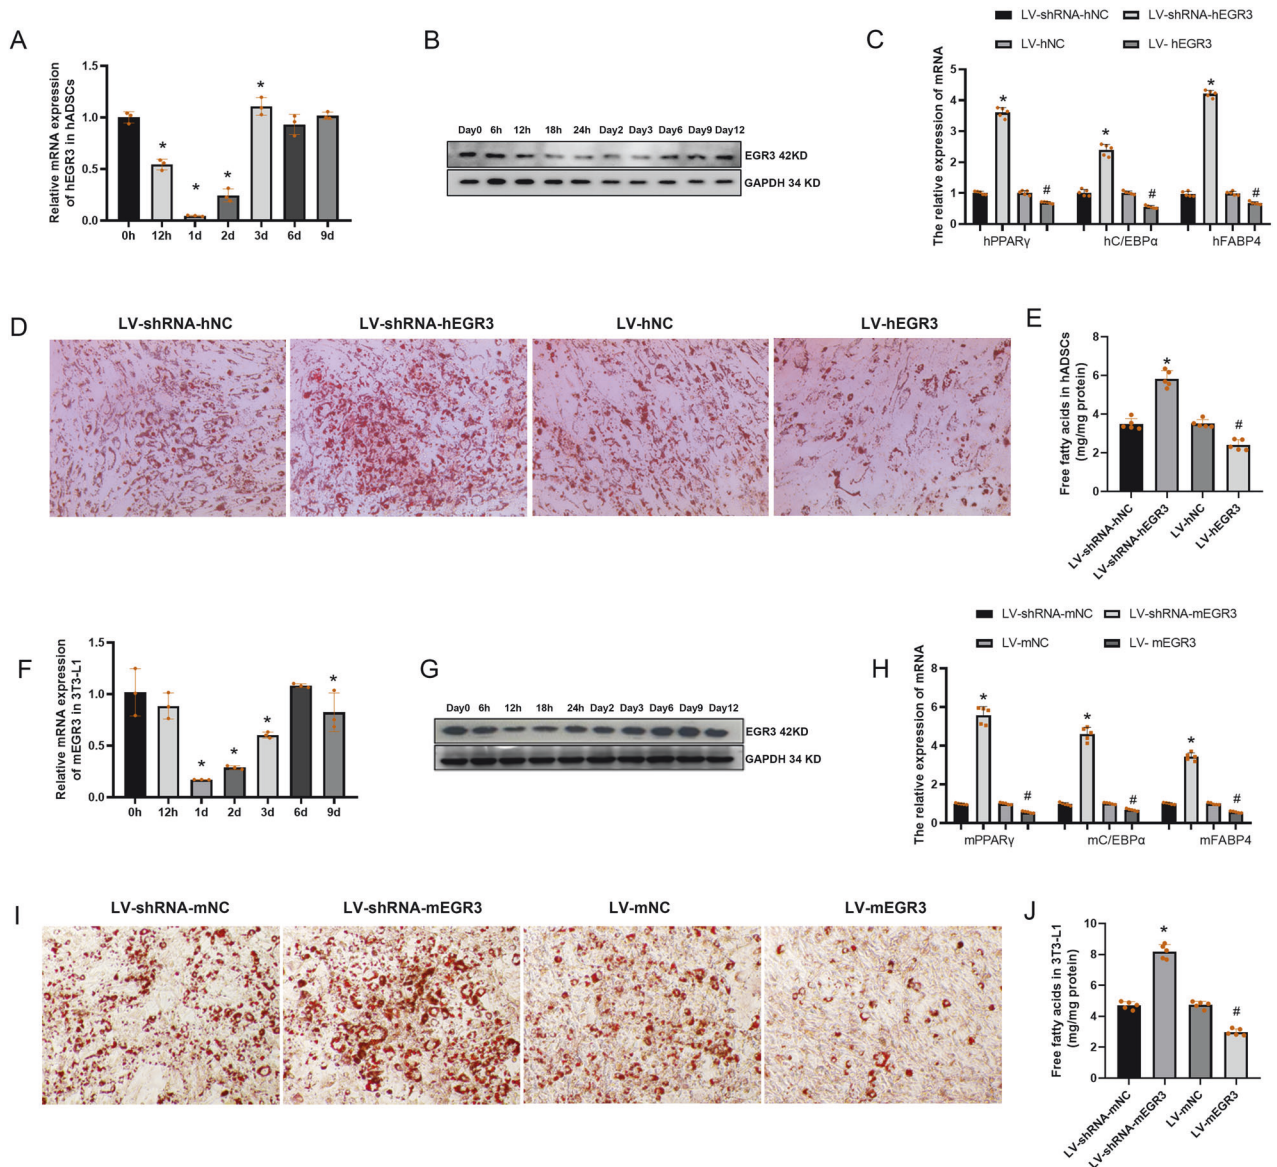 A
Relative mRNA expression
of hEGR3 in hADSCs
1.5
1.0
0.5
0.0
*
*
*
*
0h 12h 1d 2d 3d 6d 9d
B
Day0 6h 12h 18h 24h Day2 Day3 Day6 Day9 Day12
EGR3 42KD
GAPDH 34 KD
C
LV-shRNA-hNC LV-shRNA-hEGR3
LV-hNC LV- hEGR3
The relative expression of mRNA
5
4
3
2
1
0
* * *
# # #
hPPARγ hC/EBPα hFABP4
D
LV-shRNA-hNC LV-shRNA-hEGR3 LV-hNC LV-hEGR3
E
Free fatty acids in hADSCs
(mg/mg protein)
8
6
4
2
0
*
#
LV-shRNA-hNC
LV-shRNA-hEGR3
LV-hNC
LV-hEGR3
F
Relative mRNA expression
of mEGR3 in 3T3-L1
1.5
1.0
0.5
0.0
*
*
*
*
0h 12h 1d 2d 3d 6d 9d
G
Day0 6h 12h 18h 24h Day2 Day3 Day6 Day9 Day12
EGR3 42KD
GAPDH 34 KD
H
LV-shRNA-mNC LV-shRNA-mEGR3
LV-mNC LV- mEGR3
The relative expression of mRNA
8
6
4
2
0
* * *
# # #
mPPARγ mC/EBPα mFABP4
I
LV-shRNA-mNC LV-shRNA-mEGR3 LV-mNC LV-mEGR3
J
Free fatty acids in 3T3-L1
(mg/mg protein)
10
8
6
4
2
0
*
#
LV-shRNA-mNC
LV-shRNA-mEGR3
LV-mNC
LV-mEGR3